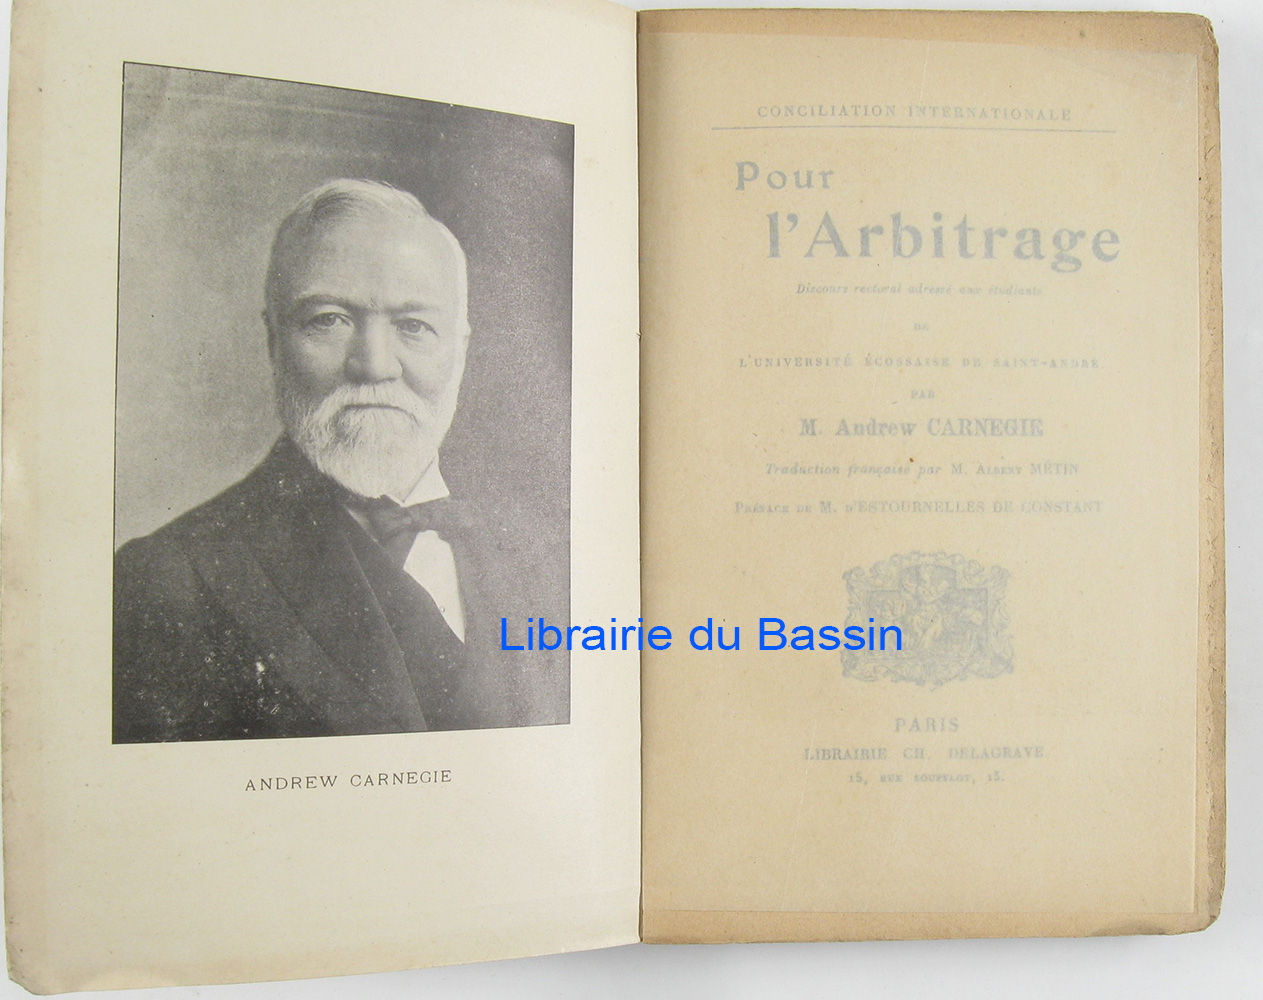 ANDREW CARNEGIE
CONCILIATION INTERNATIONALE
Pour
l'Arbitrage
Discours rectoral adressé aux étudiants
DE
L'UNIVERSITÉ ÉCOSSAISE DE SAINT-ANDRÉ
PAR
M. Andrew CARNEGIE
Traduction française par M. ALBERT MÉTIN
PRÉFACE DE M. D'ESTOURNELLES DE CONSTANT
Librairie du Bassin
PARIS
LIBRAIRIE CH. DELAGRAVE
15, RUE SOUFFLOT, 15.